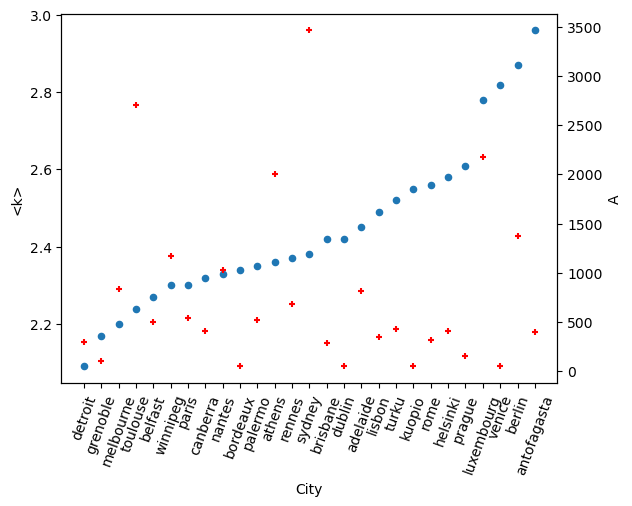 3.0
2.8
2.6
2.4
2.2
<k>
3500
3000
2500
2000
1500
1000
500
0
A
detroit
grenoble
melbourne
toulouse
belfast
winnipeg
paris
canberra
nantes
bordeaux
palermo
athens
rennes
sydney
brisbane
dublin
adelaide
lisbon
turku
kuopio
rome
helsinki
prague
luxembourg
venice
berlin
antofagasta
City